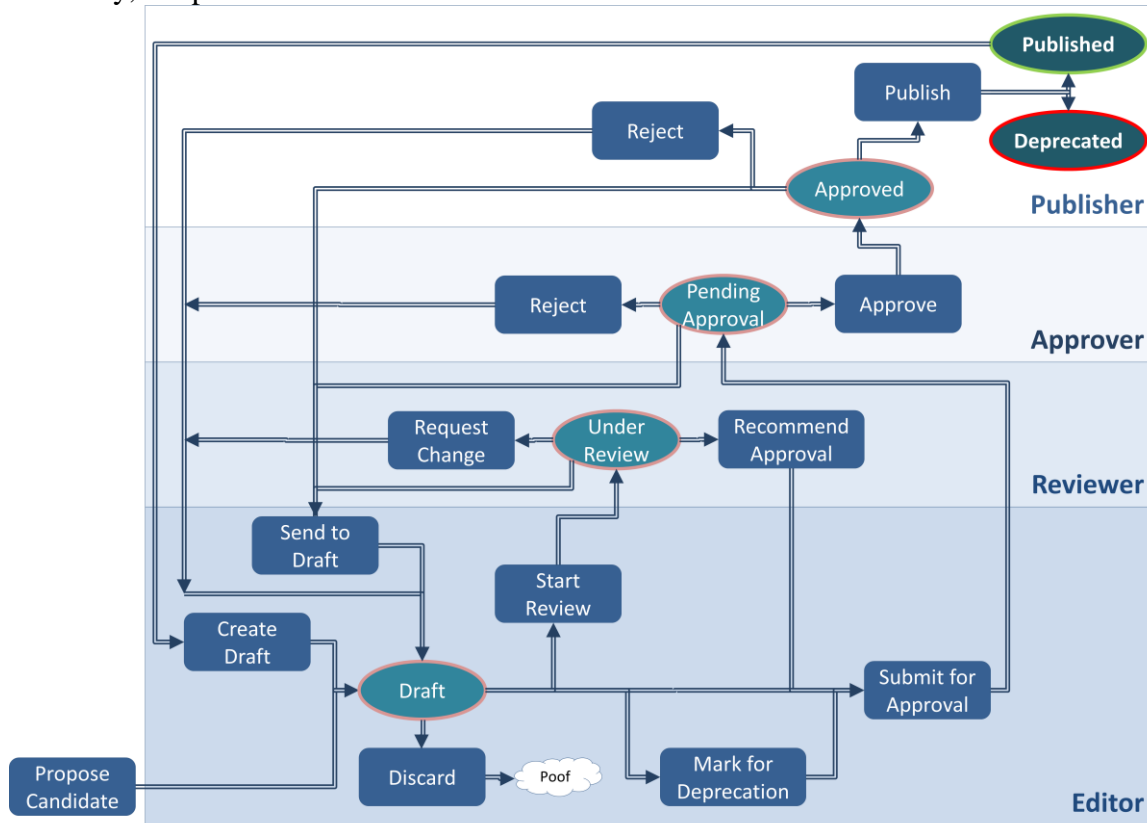 Published
Publish
Reject
Deprecated
Approved
Publisher
Pending
Approval
Reject
Approve
Approver
Request
Change
Under
Review
Recommend
Approval
Reviewer
Send to
Draft
Start
Review
Create
Draft
Draft
Submit for
Approval
Discard
Poof
Mark for
Deprecation
Propose
Candidate
Editor